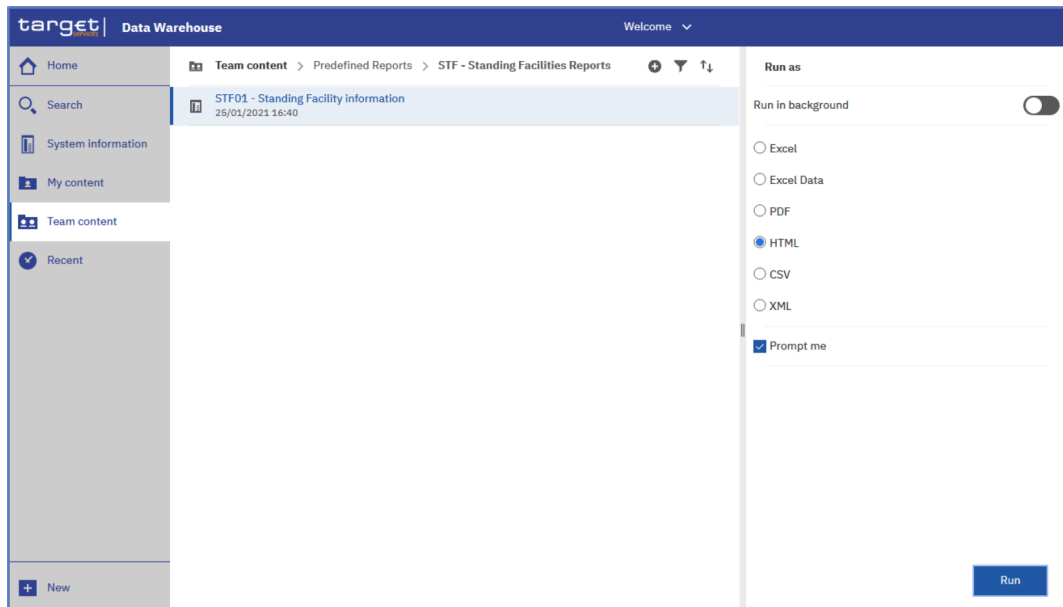 target| Data Warehouse
services
Welcome
Home
Search
System information
My content
Team content
Recent
New
Team content > Predefined Reports > STF - Standing Facilities Reports
STF01 - Standing Facility information
25/01/2021 16:40
Run as
Run in background
Excel
Excel Data
PDF
HTML
CSV
XML
Prompt me
Run